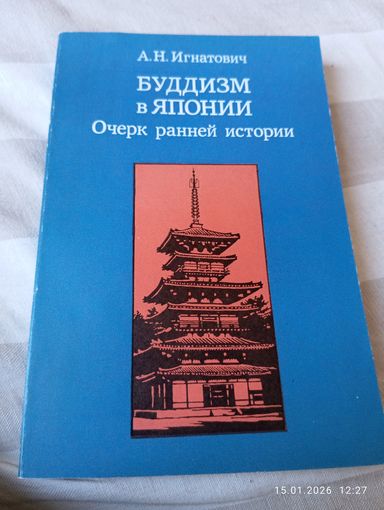 А. Н. Игнатович
БУДДИЗМ
в ЯПОНИИ
Очерк ранней истории
15.01.2026 12:27